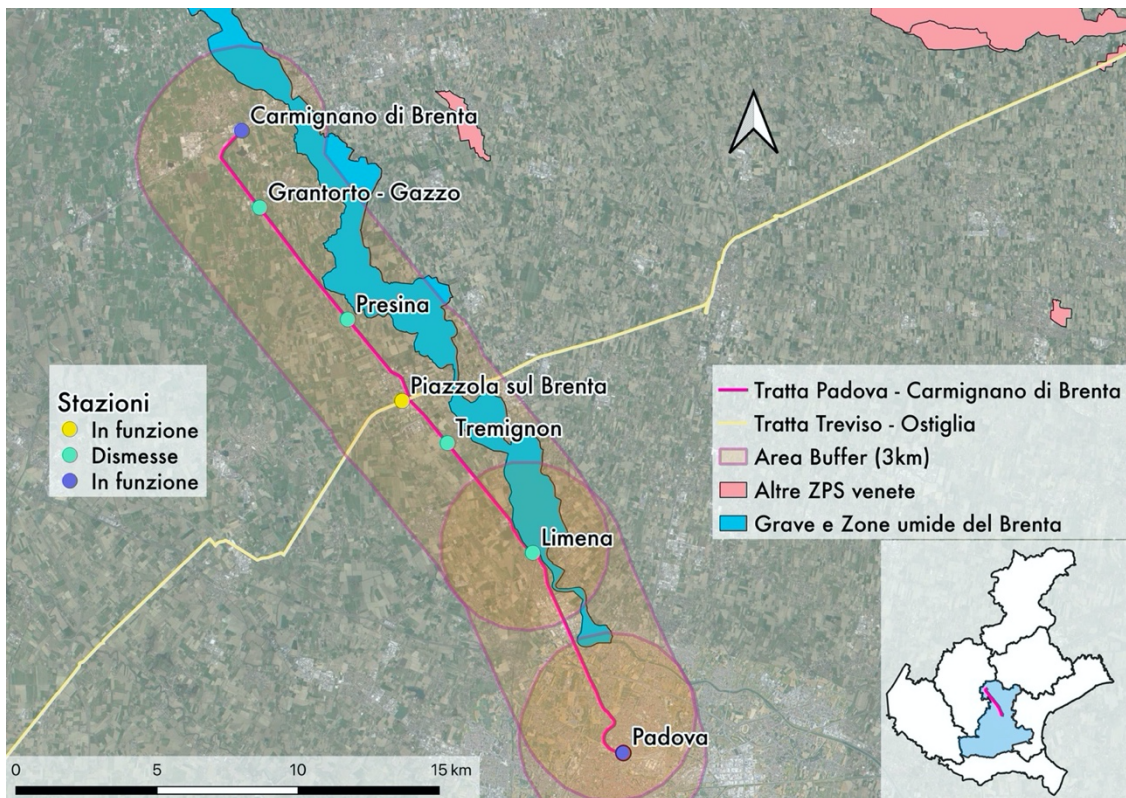 Carmignano di Brenta
Grantorto - Gazzo
Presina
Piazzola sul Brenta
Tremignon
Limena
Padova
Stazioni
In funzione
Dismesse
In funzione
Tratta Padova - Carmignano di Brenta
Tratta Treviso - Ostiglia
Area Buffer (3km)
Altre ZPS venete
Grave e Zone umide del Brenta
0 5 10 15 km